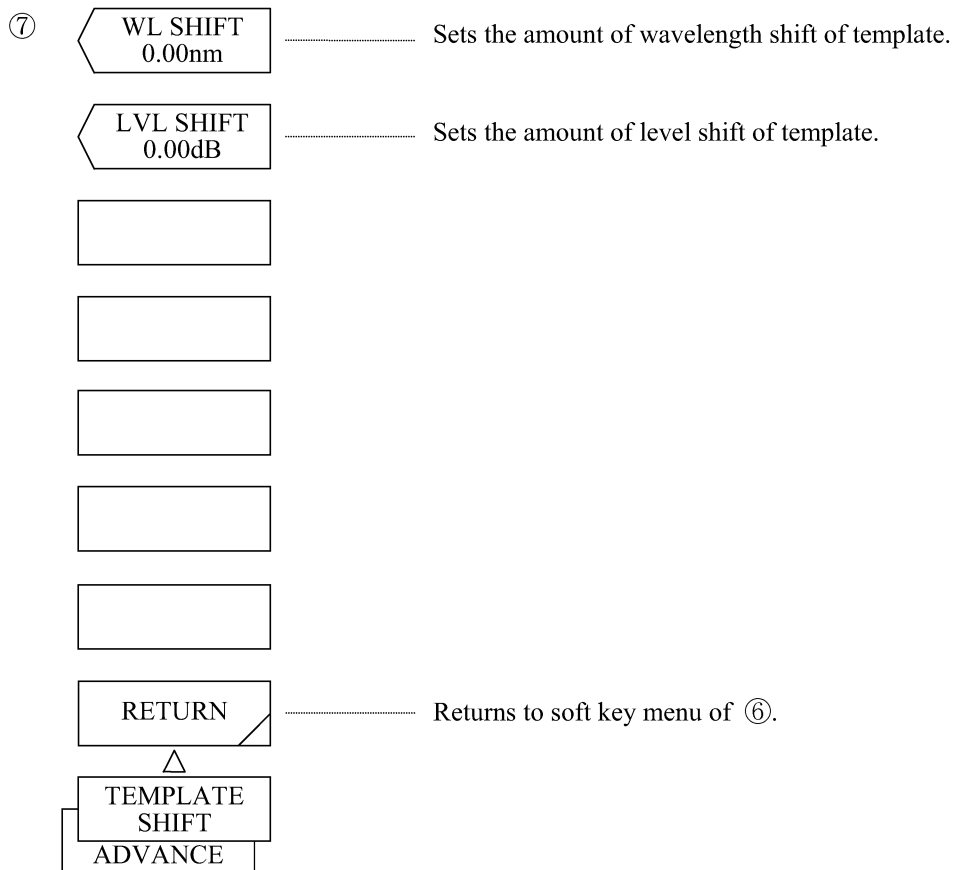 ⑦
WL SHIFT
0.00nm
Sets the amount of wavelength shift of template.
LVL SHIFT
0.00dB
Sets the amount of level shift of template.
RETURN
Returns to soft key menu of ⑥.
TEMPLATE
SHIFT
ADVANCE